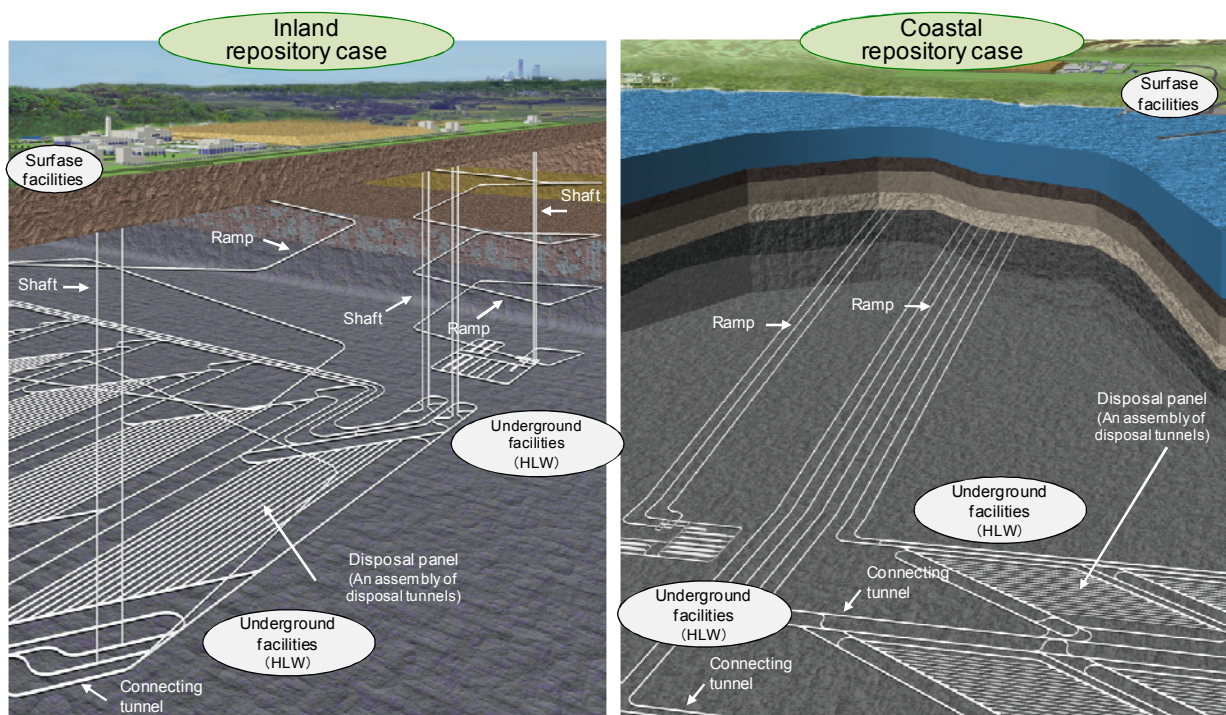 Inland
repository case
Surfase
facilities
Shaft
Ramp
Shaft
Shaft
Ramp
Underground
facilities
(HLW)
Disposal panel
(An assembly of
disposal tunnels)
Underground
facilities
(HLW)
Connecting
tunnel
Coastal
repository case
Surfase
facilities
Ramp
Ramp
Disposal panel
(An assembly of
disposal tunnels)
Underground
facilities
(HLW)
Connecting
tunnel
Underground
facilities
(HLW)
Connecting
tunnel